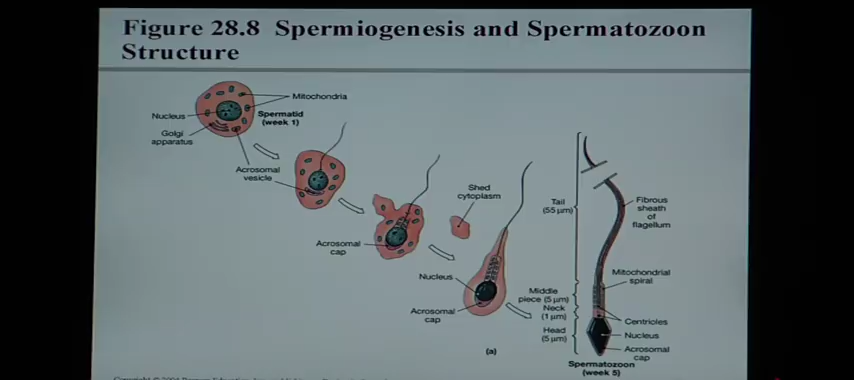 Figure 28.8 Spermiogenesis and Spermatozoon
Structure
Mitochondria
Nucleus
Spermatid
(week 1)
Golgi
apparatus
Acrosomal
vesicle
Acrosomal
cap
Shed
cytoplasm
Nucleus
Acrosomal
cap
(a)
Tail
(55 µm)
Fibrous
sheath
of
flagellum
Mitochondrial
spiral
Middle
piece (5 µm)
Neck
(1 µm)
Head
(5 µm)
Centrioles
Nucleus
Acrosomal
cap
Spermatozoon
(week 5)